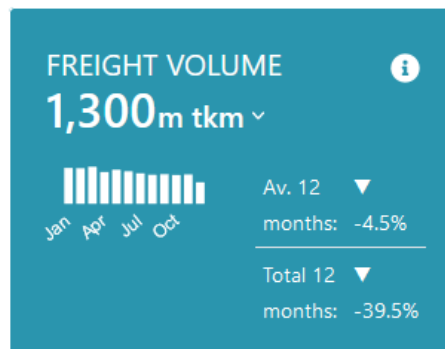 FREIGHT VOLUME
1,300m tkm
Jan Apr Jul Oct
Av. 12 ▼
months: -4.5%
Total 12 ▼
months: -39.5%